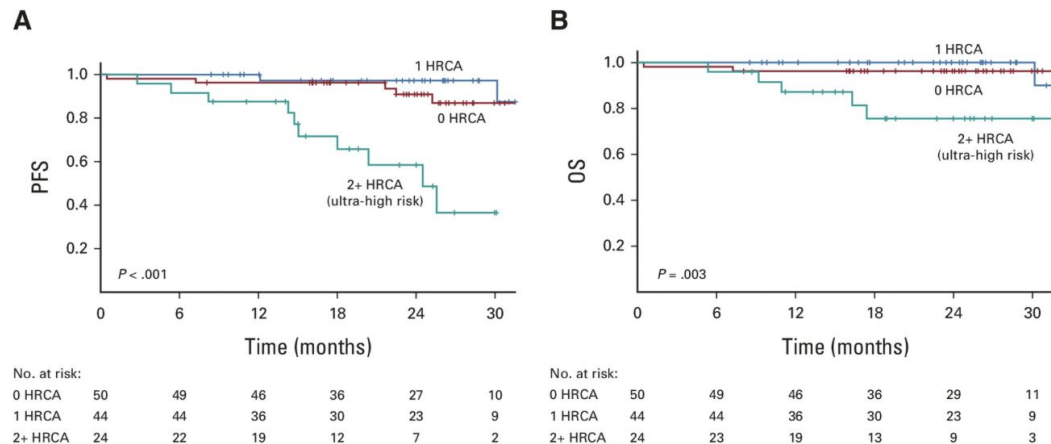 A
1 HRCA
0 HRCA
2+ HRCA
(ultra-high risk)
PFS
1.0
0.8
0.6
0.4
0.2
P < .001
0 6 12 18 24 30
Time (months)
No. at risk:
0 HRCA 50 49 46 36 27 10
1 HRCA 44 44 36 30 23 9
2+ HRCA 24 22 19 12 7 2
B
1 HRCA
0 HRCA
2+ HRCA
(ultra-high risk)
OS
1.0
0.8
0.6
0.4
0.2
P = .003
0 6 12 18 24 30
Time (months)
No. at risk:
0 HRCA 50 49 46 36 29 11
1 HRCA 44 44 36 30 23 9
2+ HRCA 24 23 19 13 9 3